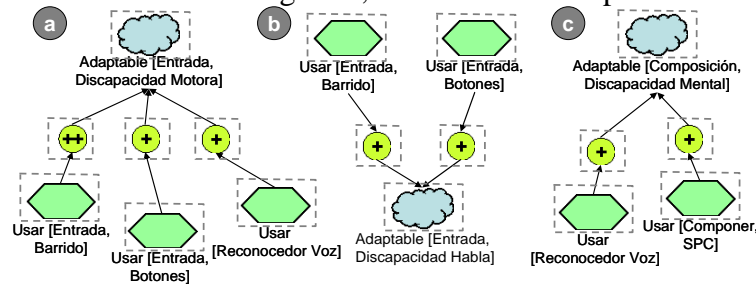 a
Adaptable [Entrada,
Discapacidad Motora]
++
+
+
Usar [Entrada,
Barrido]
Usar [Entrada,
Botones]
Usar
[Reconocedor Voz]
b
Usar [Entrada,
Barrido]
Usar [Entrada,
Botones]
+
+
Adaptable [Entrada,
Discapacidad Habla]
c
Adaptable [Composición,
Discapacidad Mental]
+
+
Usar
[Reconocedor Voz]
Usar [Componer,
SPC]